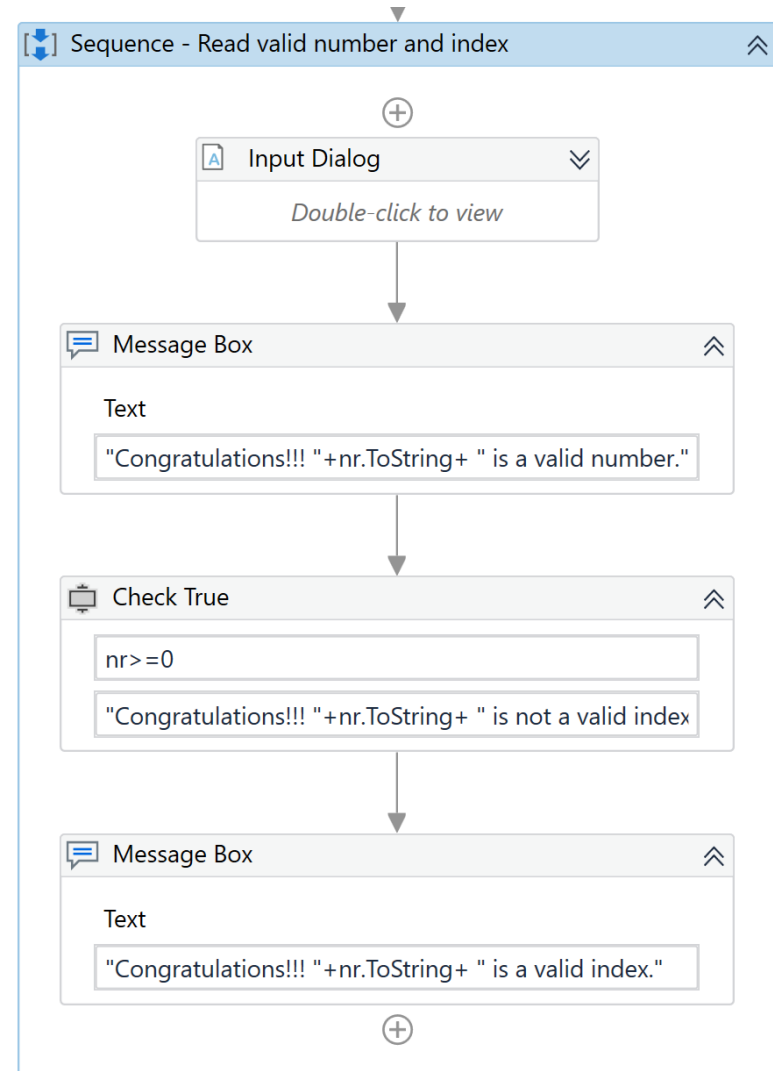 Sequence - Read valid number and index
A Input Dialog
Double-click to view
Message Box
Text
"Congratulations!!! "+nr.ToString+ " is a valid number."
Check True
nr>=0
"Congratulations!!! "+nr.ToString+ " is not a valid index
Message Box
Text
"Congratulations!!! "+nr.ToString+ " is a valid index."